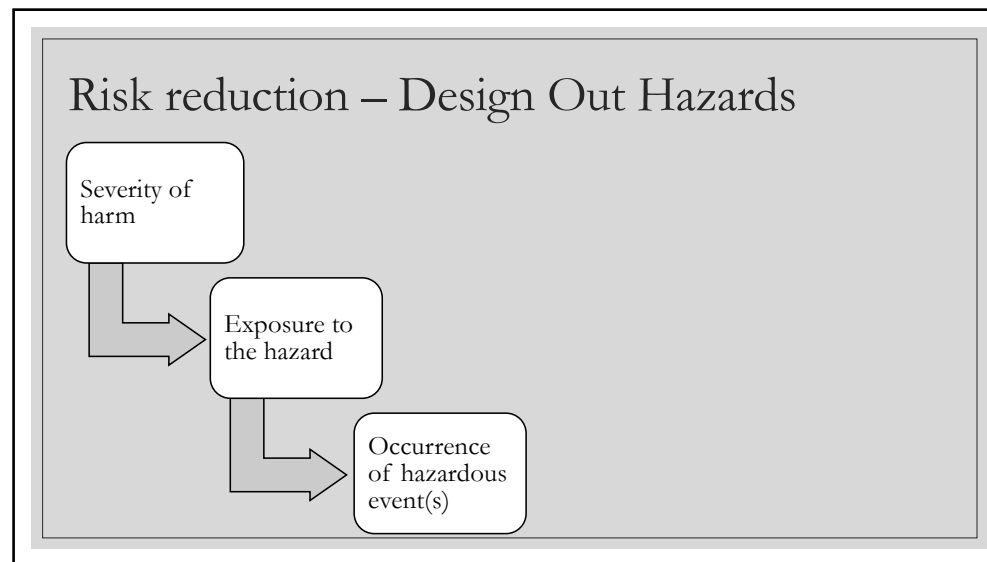 Risk reduction – Design Out Hazards
Severity of
harm
Exposure to
the hazard
Occurrence
of hazardous
event(s)